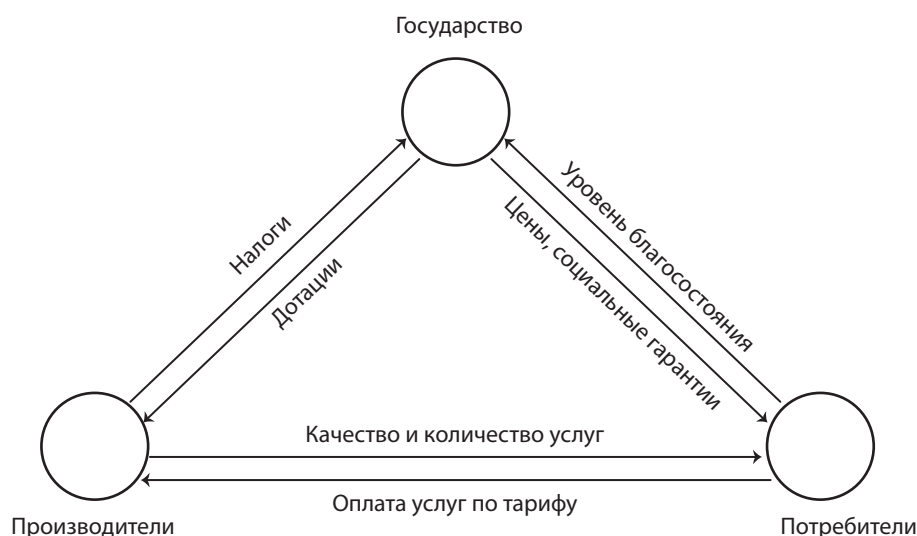 Государство
Уровень благосостояния
Налоги
Цены, социальные гарантии
Дотации
Качество и количество услуг
Оплата услуг по тарифу
Производители
Потребители